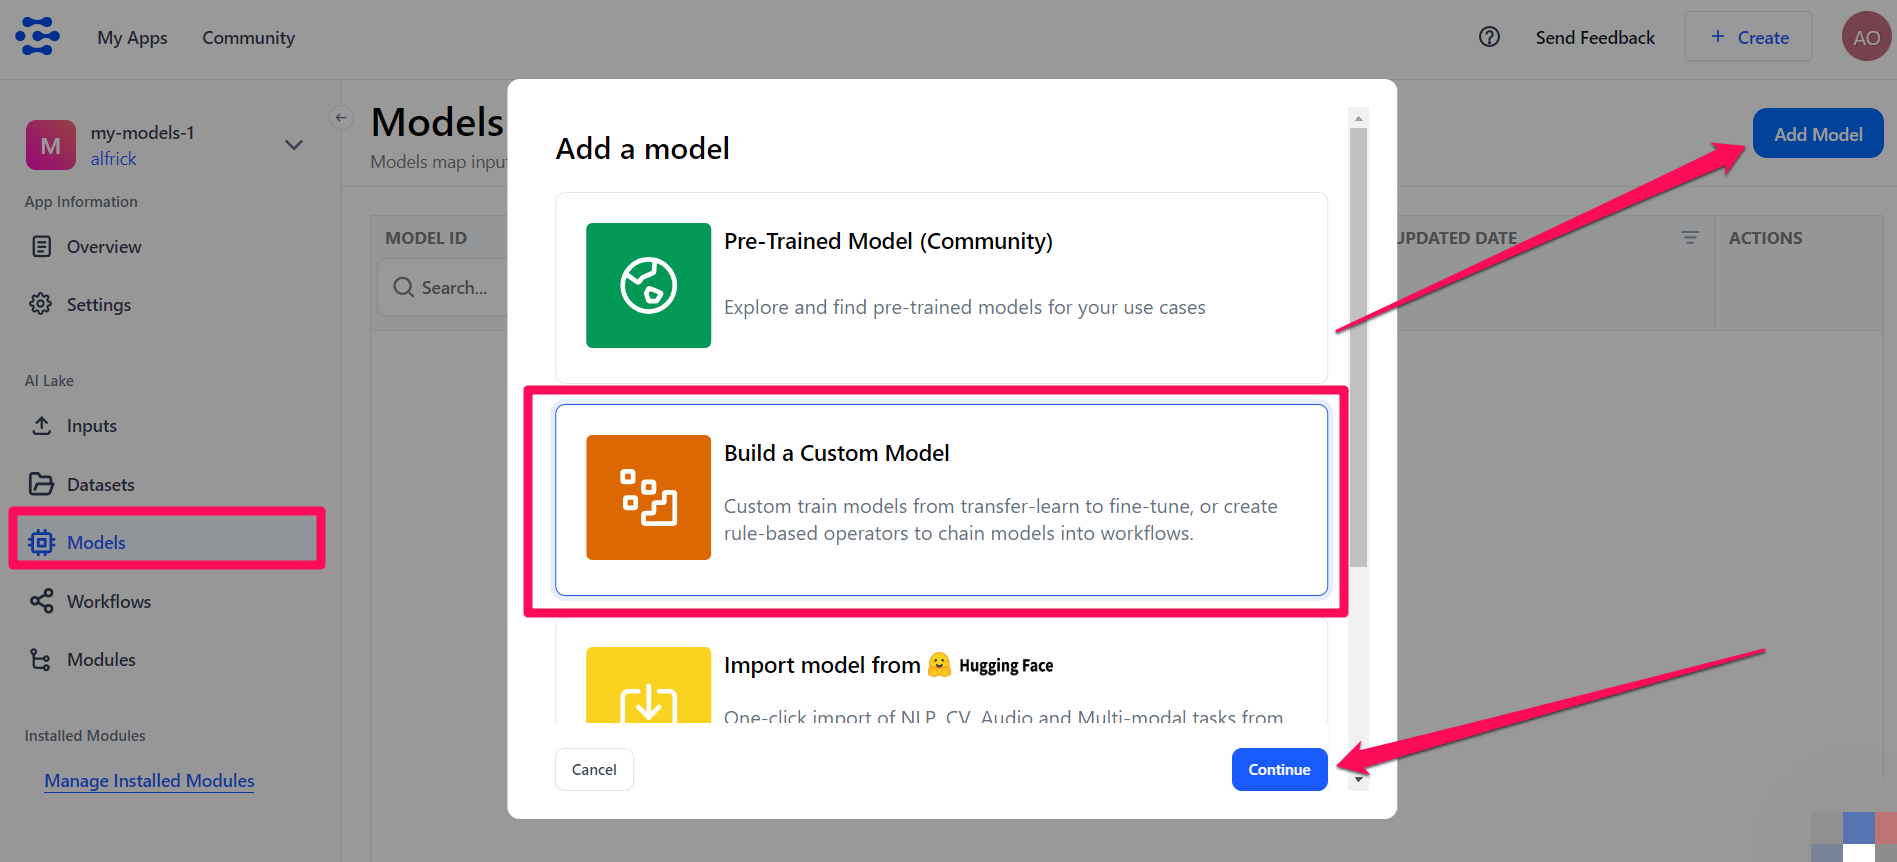 My Apps
Community
Send Feedback
+ Create
AO
M
my-models-1
alfrick
App Information
Overview
Settings
AI Lake
Inputs
Datasets
Models
Workflows
Modules
Installed Modules
Manage Installed Modules
Models
Models map inpu
Add Model
MODEL ID
Search...
UPDATED DATE
ACTIONS
Add a model
Pre-Trained Model (Community)
Explore and find pre-trained models for your use cases
Build a Custom Model
Custom train models from transfer-learn to fine-tune, or create
rule-based operators to chain models into workflows.
Import model from Hugging Face
One-click import of NLP, CV, Audio and Multi-modal tasks from
Cancel
Continue